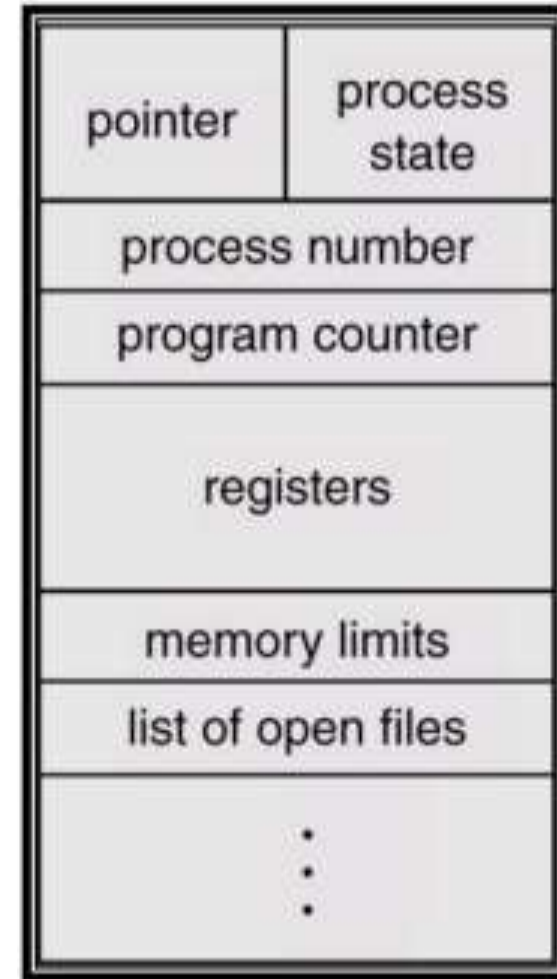 pointer
process
state
process number
program counter
registers
memory limits
list of open files